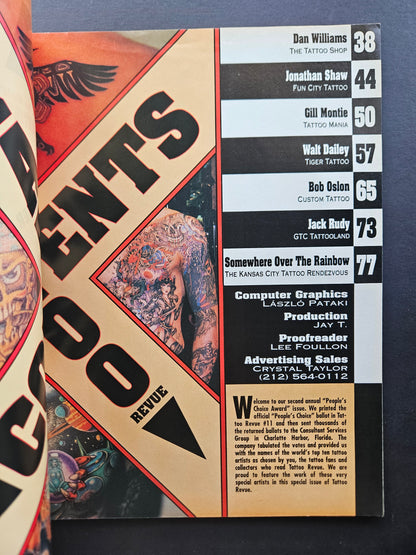 Dan Williams 38
The Tattoo Shop
Jonathan Shaw 44
Fun City Tattoo
Gill Montie 50
Tattoo Mania
Walt Dailey 57
Tiger Tattoo
Bob Oslon 65
Custom Tattoo
Jack Rudy 73
GTC Tattooland
Somewhere Over The Rainbow 77
The Kansas City Tattoo Rendezvous
Computer Graphics
László Pataki
Production
Jay T.
Proofreader
Lee Foullon
Advertising Sales
Crystal Taylor
(212) 564-0112
Welcome to our second annual "People's
Choice Award" issue. We printed the
official "People's Choice" ballot in Tat-
too Revue #11 and then sent thousands of
the returned ballots to the Consultant Services
Group in Charlotte Harbor, Florida. The
company tabulated the votes and provided us
with the names of the world's top ten tattoo
artists as chosen by you, the tattoo fans and
collectors who read Tattoo Revue. We are
proud to feature the work of these very
special artists in this special issue of Tattoo
Revue.
ENTS
OO
REVUE